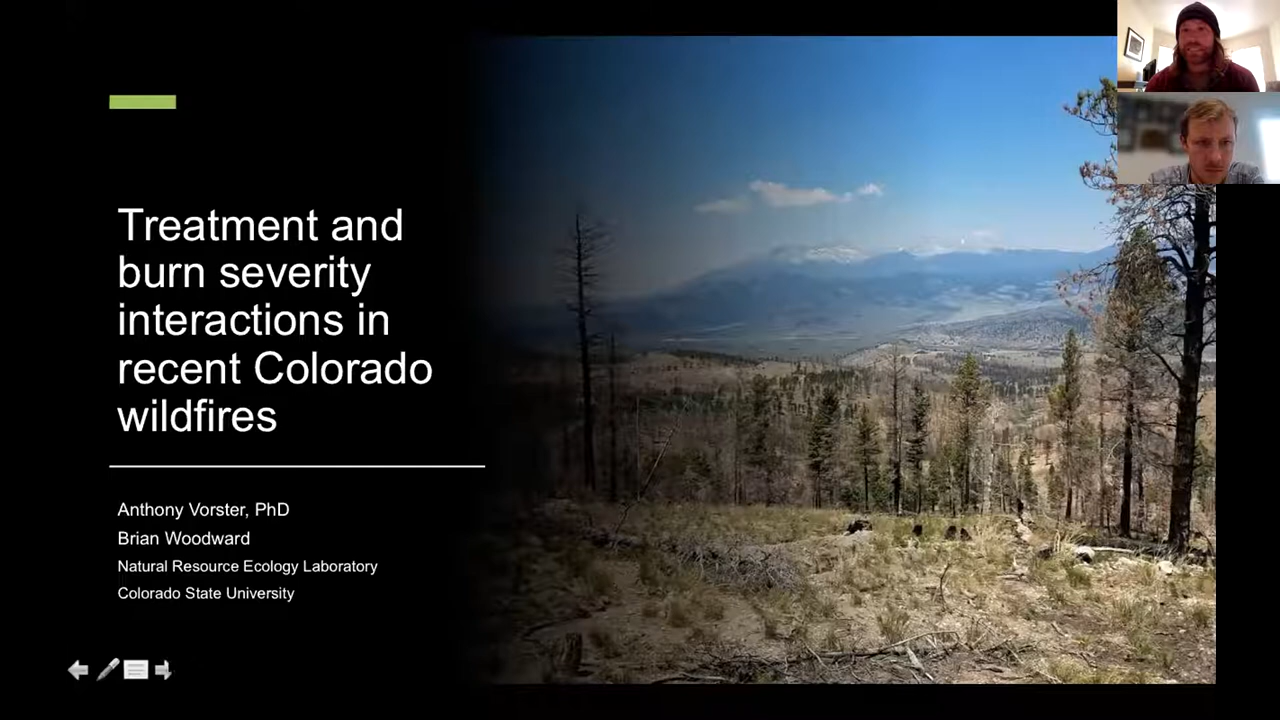 Treatment and
burn severity
interactions in
recent Colorado
wildfires
Anthony Vorster, PhD
Brian Woodward
Natural Resource Ecology Laboratory
Colorado State University